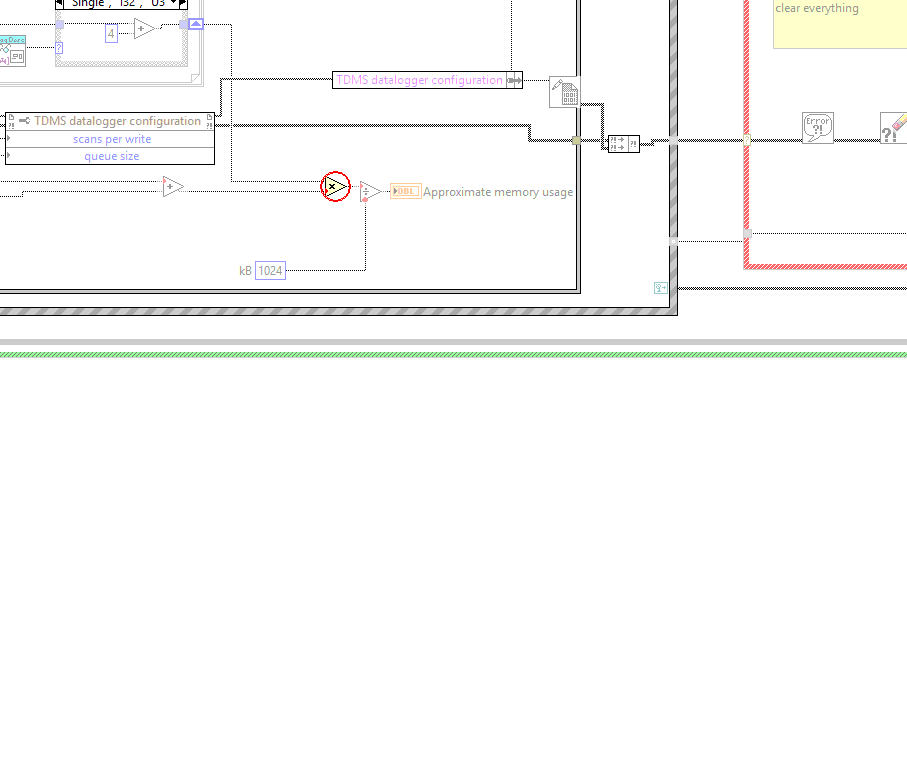 Single', 'I32', 'U3
clear everything
4
TDMS datalogger configuration
Error
?!
TDMS datalogger configuration
scans per write
queue size
DBL
Approximate memory usage
kB 1024